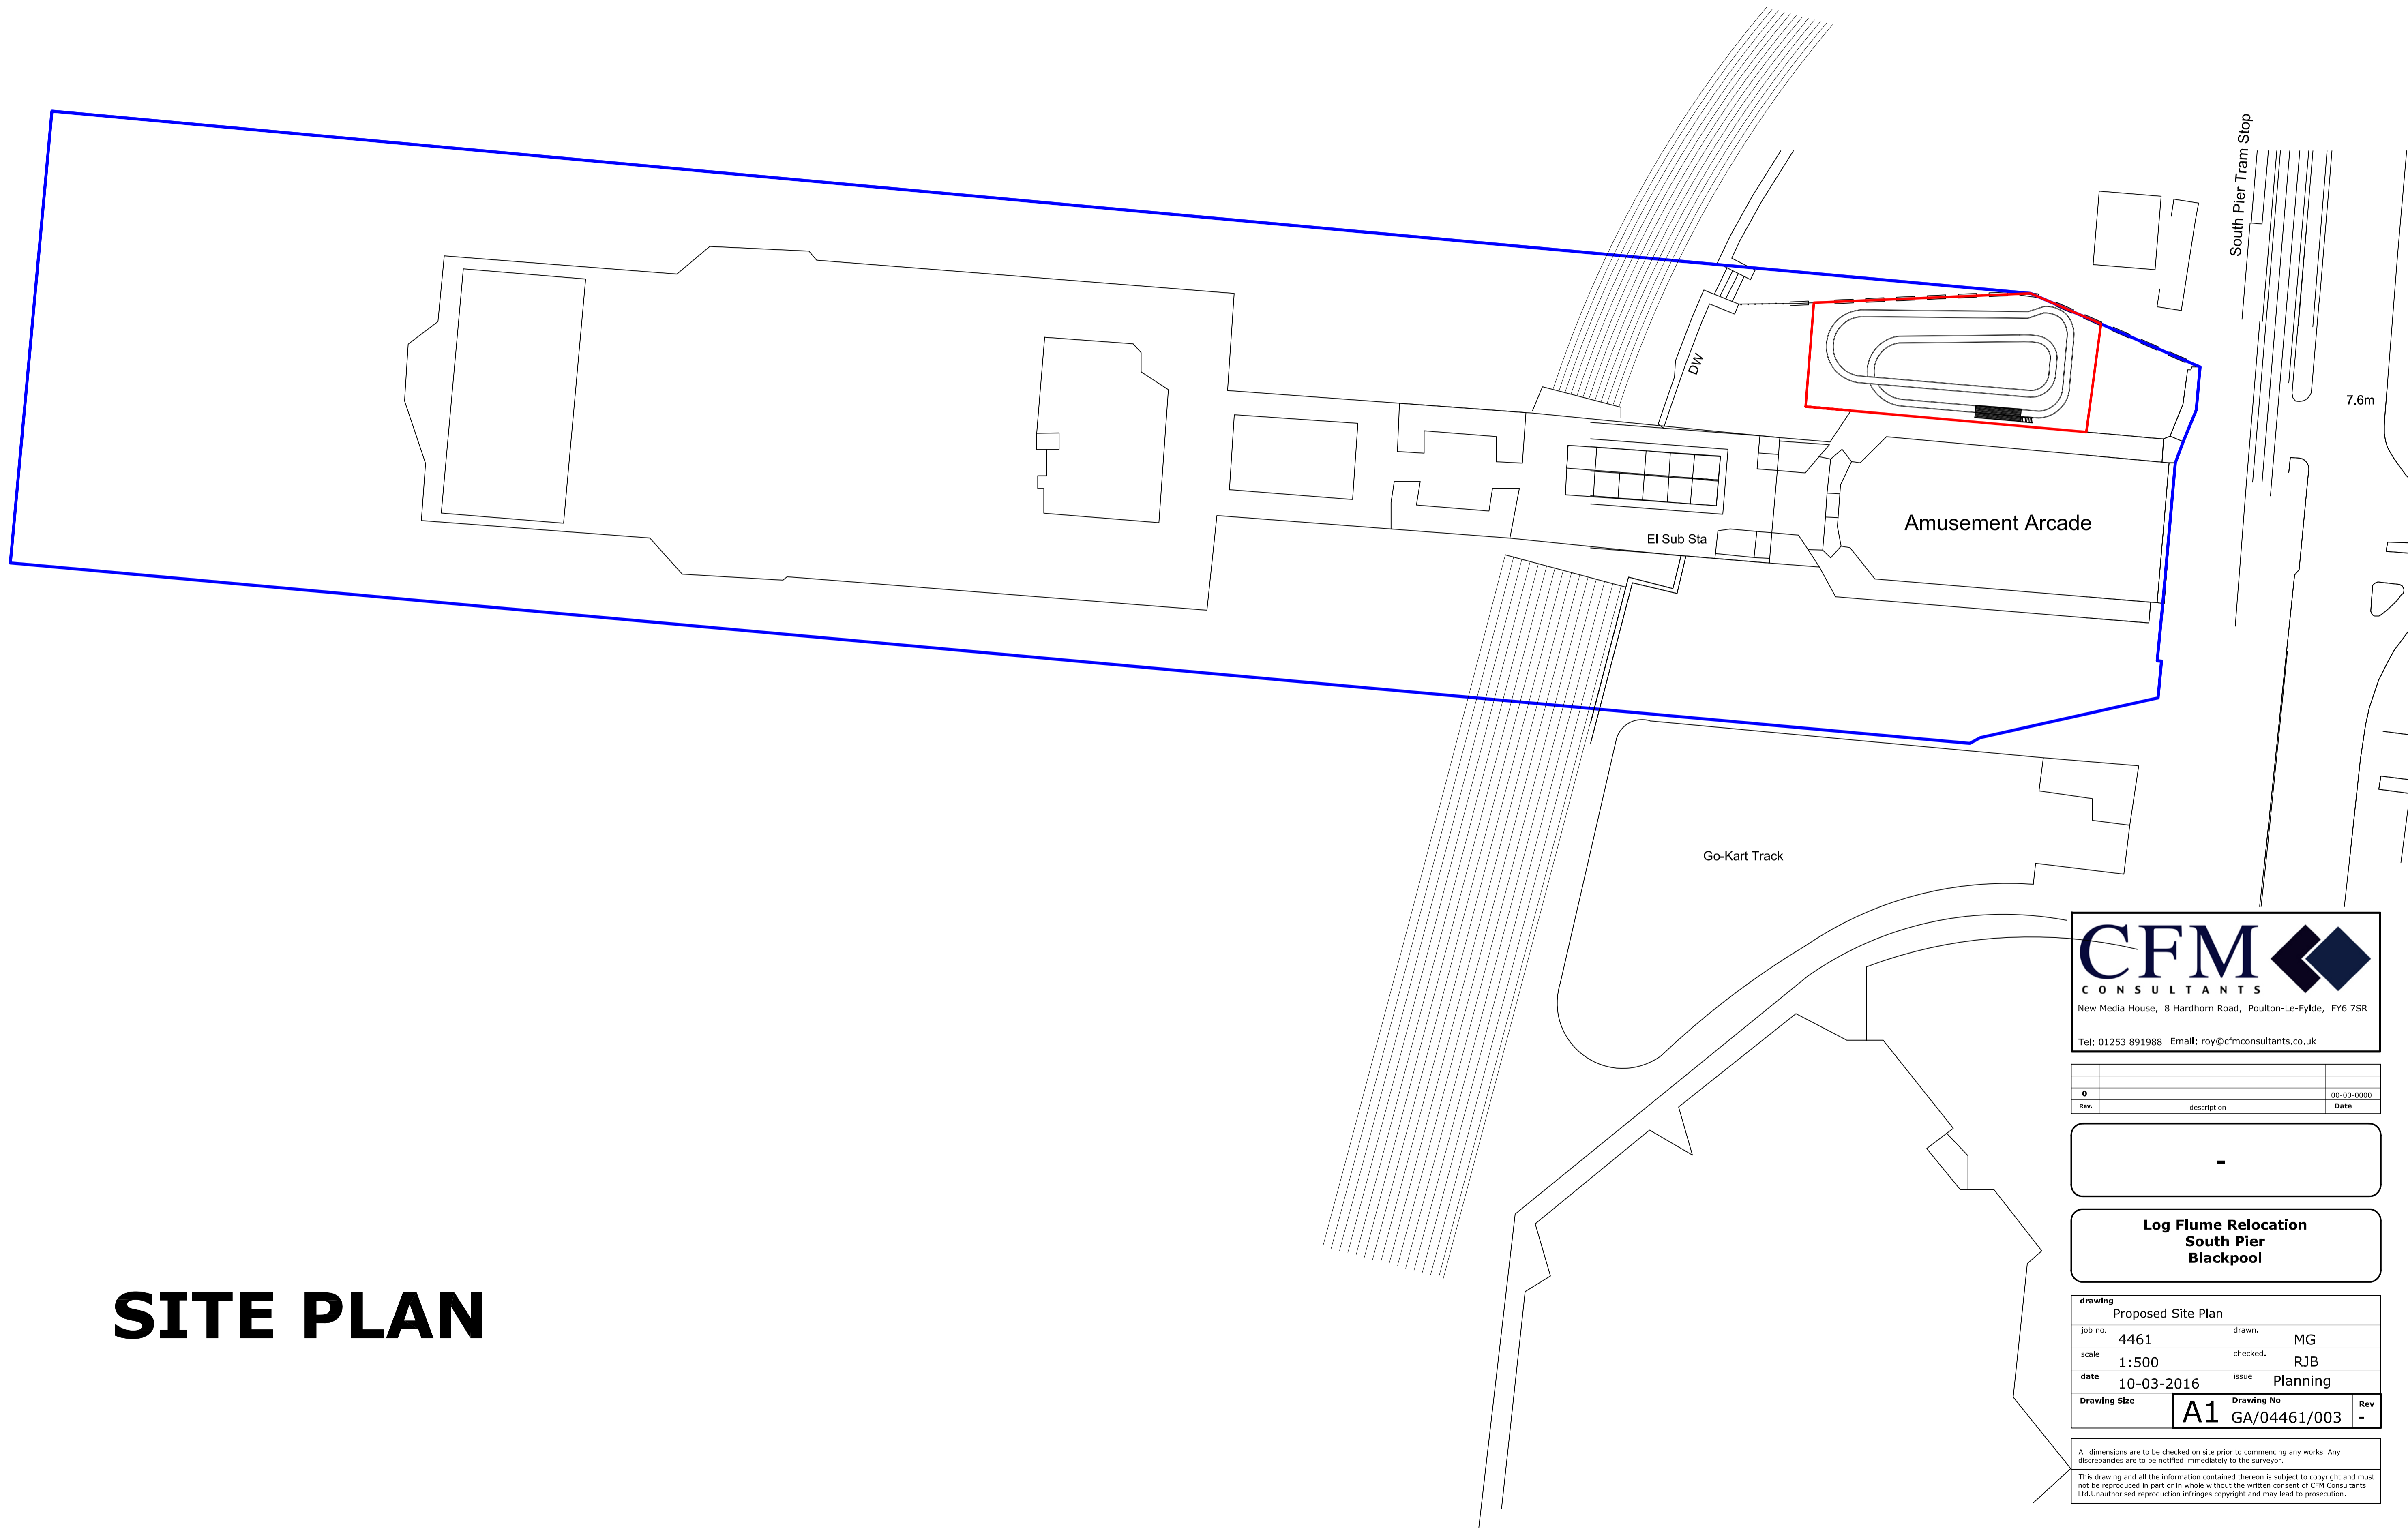 South Pier Tram Stop
DW
7.6m
El Sub Sta
Amusement Arcade
Go-Kart Track
SITE PLAN
CFM
CONSULTANTS
New Media House, 8 Hardhorn Road, Poulton-Le-Fylde, FY6 7SR
Tel: 01253 891988 Email: roy@cfmconsultants.co.uk
0 00-00-0000
Rev. description Date
-
Log Flume Relocation
South Pier
Blackpool
drawing
Proposed Site Plan
job no. 4461 drawn. MG
scale 1:500 checked. RJB
date 10-03-2016 issue Planning
Drawing Size A1 Drawing No GA/04461/003 Rev -
All dimensions are to be checked on site prior to commencing any works. Any
discrepancies are to be notified immediately to the surveyor.
This drawing and all the information contained thereon is subject to copyright and must
not be reproduced in part or in whole without the written consent of CFM Consultants
Ltd.Unauthorised reproduction infringes copyright and may lead to prosecution.